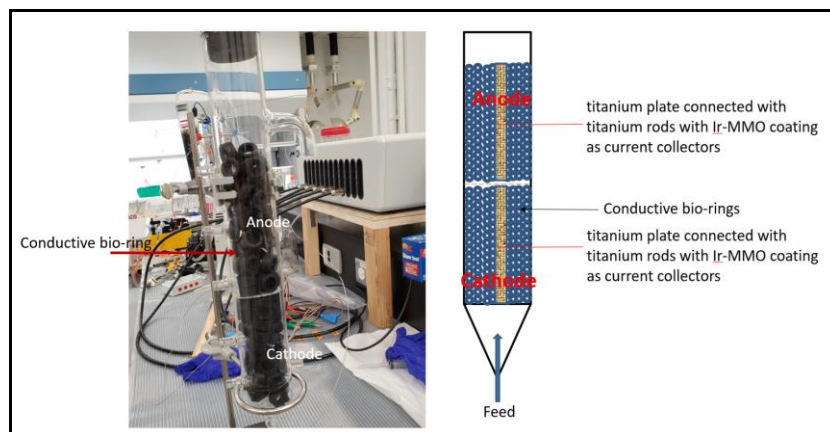 Conductive bio-ring
Anode
Cathode
Anode
titanium plate connected with
titanium rods with Ir-MMO coating
as current collectors
Conductive bio-rings
titanium plate connected with
titanium rods with Ir-MMO coating
as current collectors
Cathode
Feed